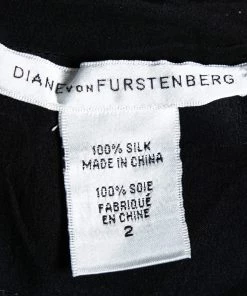 DIANE VON FURSTENBERG
100% SILK
MADE IN CHINA
100% SOIE
FABRIQUÉ
EN CHINE
2